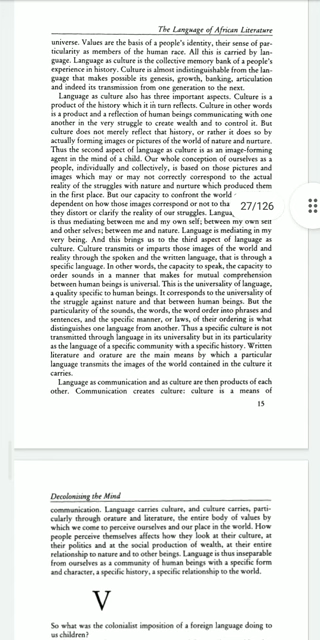 The Language of African Literature
universe. Values are the basis of a people's identity, their sense of par-
ticularity as members of the human race. All this is carried by lan-
guage. Language as culture is the collective memory bank of a people's
experience in history. Culture is almost indistinguishable from the lan-
guage that makes possible its genesis, growth, banking, articulation
and indeed its transmission from one generation to the next.
Language as culture also has three important aspects. Culture is a
product of the history which it in turn reflects. Culture in other words
is a product and a reflection of human beings communicating with one
another in the very struggle to create wealth and to control it. But
culture does not merely reflect that history, or rather it does so by
actually forming images or pictures of the world of nature and nurture.
Thus the second aspect of language as culture is as an image-forming
agent in the mind of a child. Our whole conception of ourselves as a
people, individually and collectively, is based on those pictures and
images which may or may not correctly correspond to the actual
reality of the struggles with nature and nurture which produced them
in the first place. But our capacity to confront the world
dependent on how those images correspond or not to tha
they distort or clarify the reality of our struggles. Langua
27/126
is thus mediating between me and my own self; between my own self
and other selves; between me and nature. Language is mediating in my
very being. And this brings us to the third aspect of language as
culture. Culture transmits or imparts those images of the world and
reality through the spoken and the written language, that is through a
specific language. In other words, the capacity to speak, the capacity to
order sounds in a manner that makes for mutual comprehension
between human beings is universal. This is the universality of language,
a quality specific to human beings. It corresponds to the universality of
the struggle against nature and that between human beings. But the
particularity of the sounds, the words, the word order into phrases and
sentences, and the specific manner, or laws, of their ordering is what
distinguishes one language from another. Thus a specific culture is not
transmitted through language in its universality but in its particularity
as the language of a specific community with a specific history. Written
literature and orature are the main means by which a particular
language transmits the images of the world contained in the culture it
carries.
Language as communication and as culture are then products of each
other. Communication creates culture: culture is a means of
15
Decolonising the Mind
communication. Language carries culture, and culture carries, parti-
cularly through orature and literature, the entire body of values by
which we come to perceive ourselves and our place in the world. How
people perceive themselves affects how they look at their culture, at
their politics and at the social production of wealth, at their entire
relationship to nature and to other beings. Language is thus inseparable
from ourselves as a community of human beings with a specific form
and character, a specific history, a specific relationship to the world.
V
So what was the colonialist imposition of a foreign language doing to
us children?